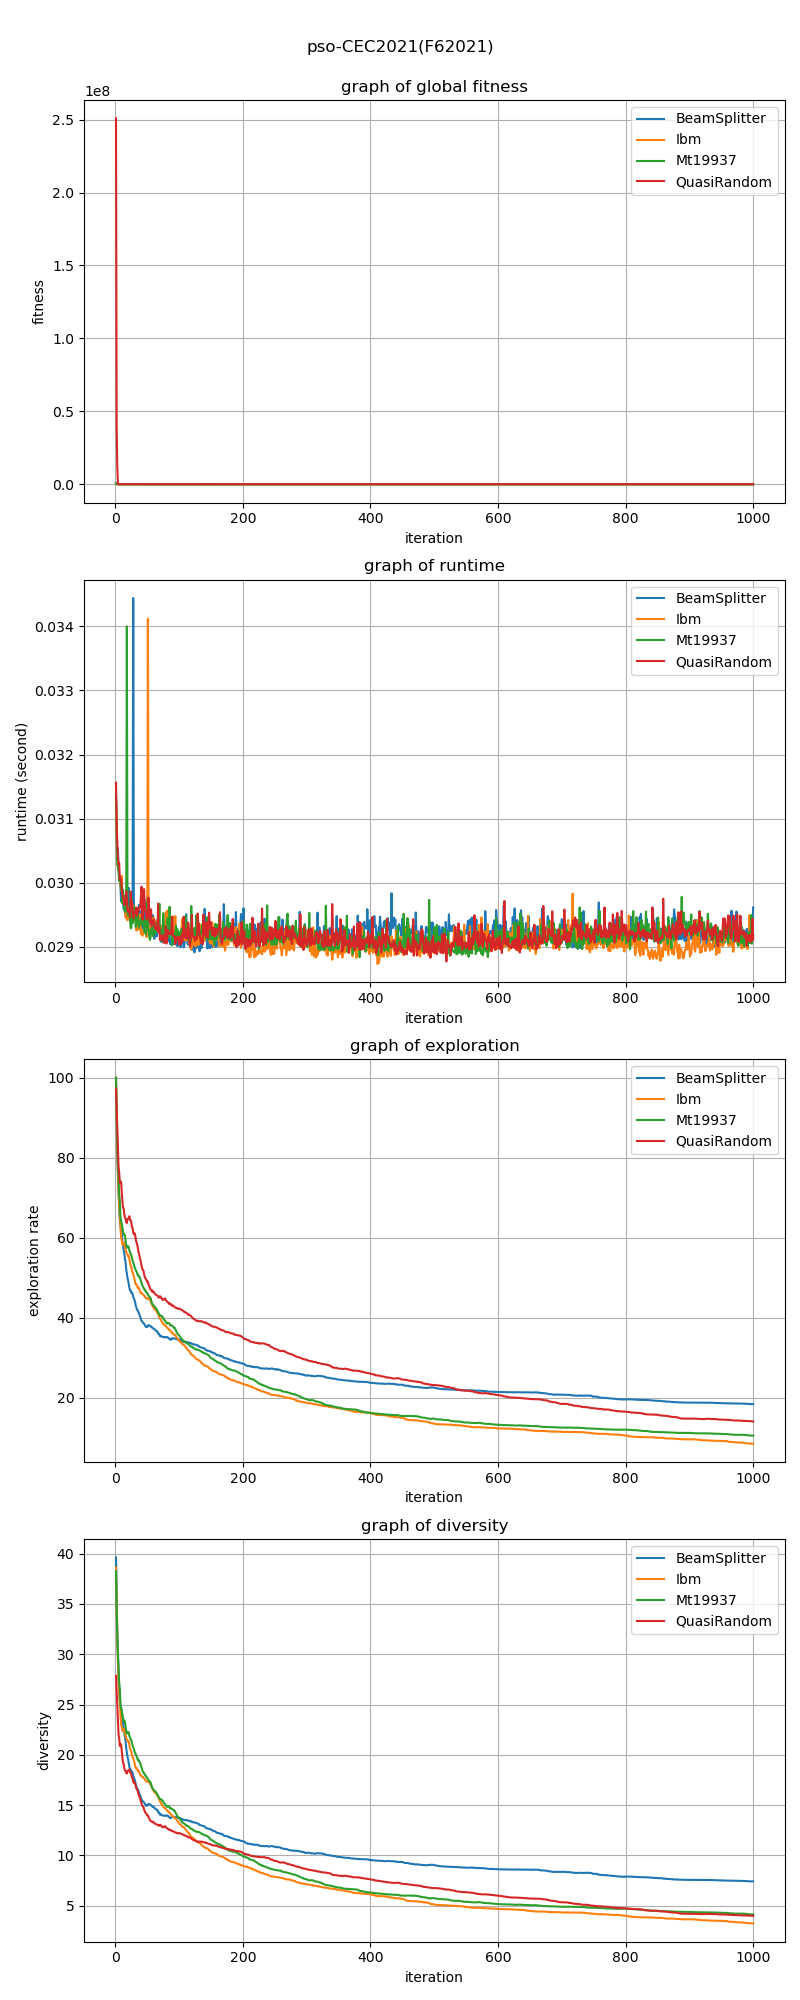 pso-CEC2021(F62021)
graph of global fitness
1e8
2.5
2.0
1.5
1.0
0.5
0.0
fitness
0 200 400 600 800 1000
iteration
BeamSplitter
Ibm
Mt19937
QuasiRandom
graph of runtime
0.034
0.033
0.032
0.031
0.030
0.029
runtime (second)
0 200 400 600 800 1000
iteration
BeamSplitter
Ibm
Mt19937
QuasiRandom
graph of exploration
100
80
60
40
20
exploration rate
0 200 400 600 800 1000
iteration
BeamSplitter
Ibm
Mt19937
QuasiRandom
graph of diversity
40
35
30
25
20
15
10
5
diversity
0 200 400 600 800 1000
iteration
BeamSplitter
Ibm
Mt19937
QuasiRandom